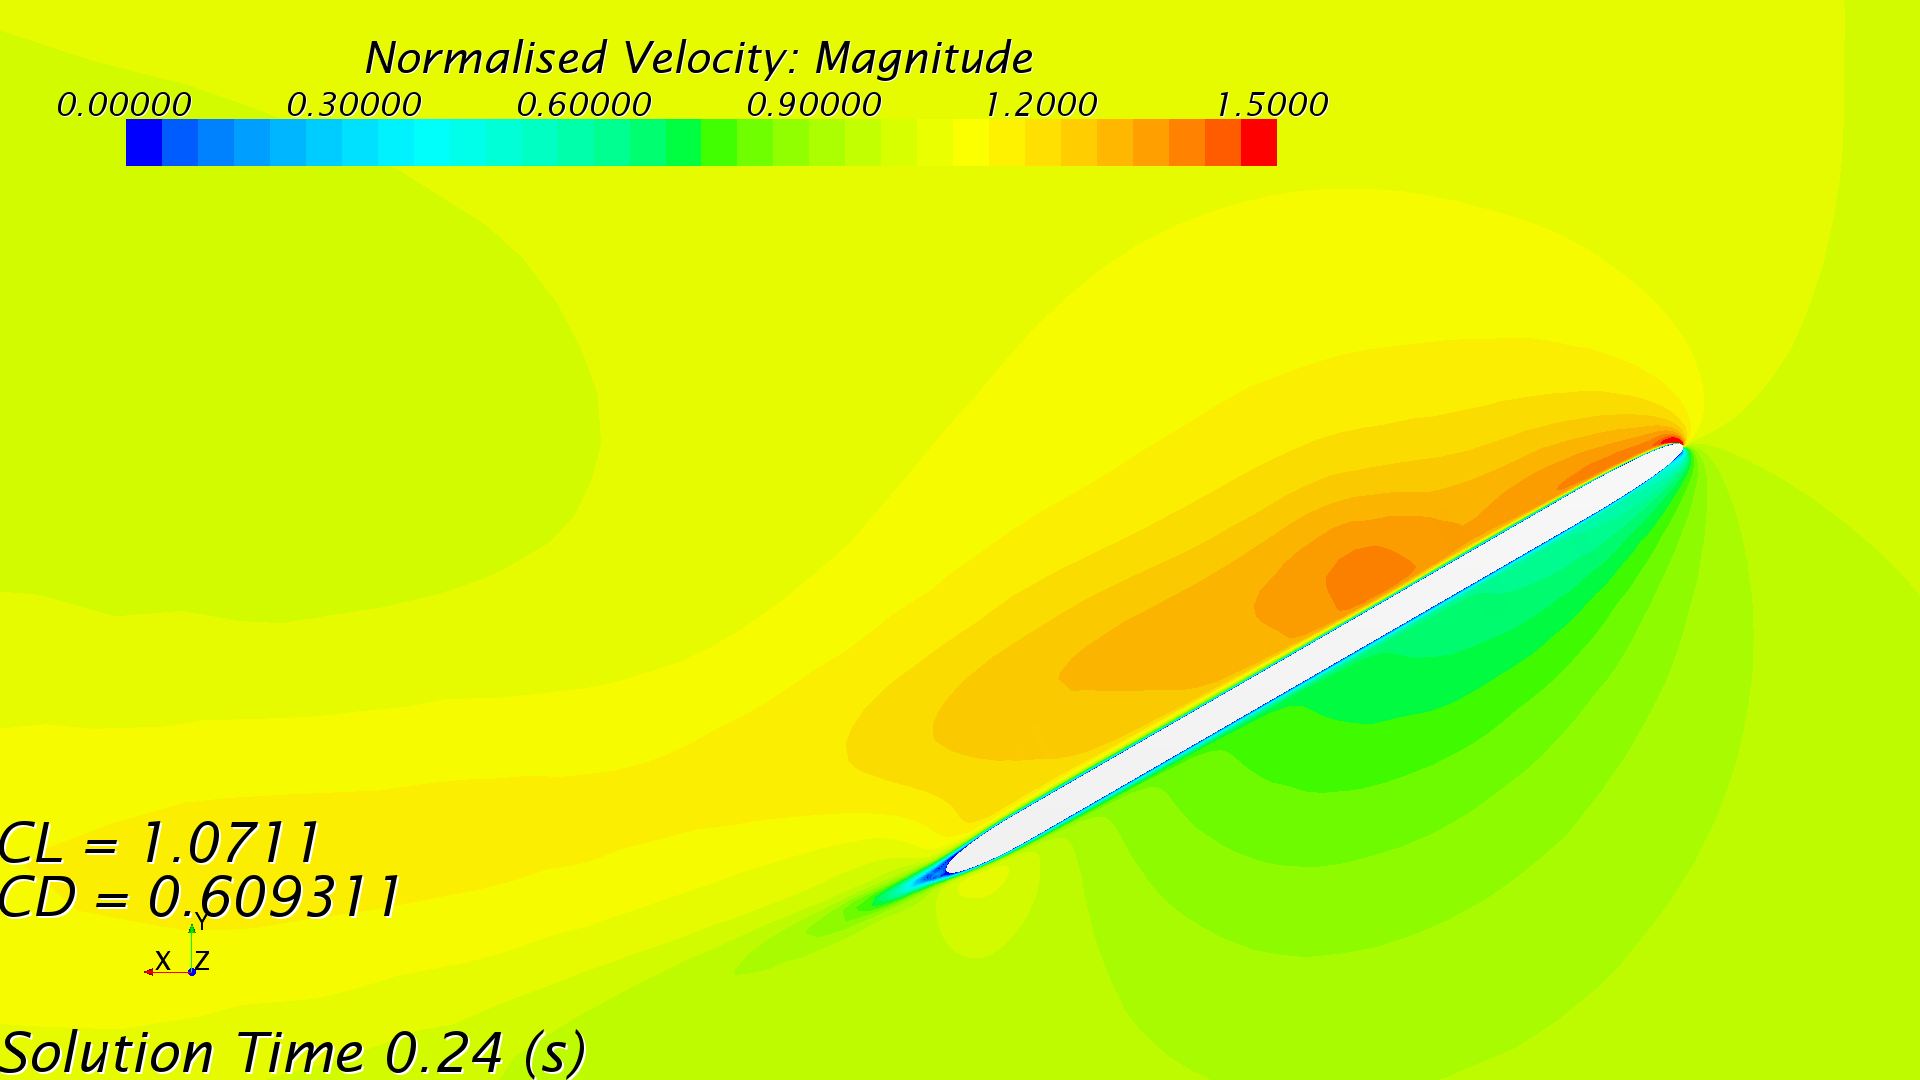 Normalised Velocity: Magnitude
0.00000 0.30000 0.60000 0.90000 1.2000 1.5000
CL = 1.0711
CD = 0.609311
Y
X Z
Solution Time 0.24 (s)